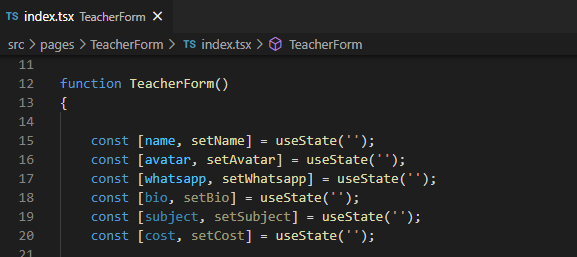 TS index.tsx TeacherForm ×
src > pages > TeacherForm > TS index.tsx > TeacherForm
11
12 function TeacherForm()
13 {
14
15 const [name, setName] = useState('');
16 const [avatar, setAvatar] = useState('');
17 const [whatsapp, setWhatsapp] = useState('');
18 const [bio, setBio] = useState('');
19 const [subject, setSubject] = useState('');
20 const [cost, setCost] = useState('');
21